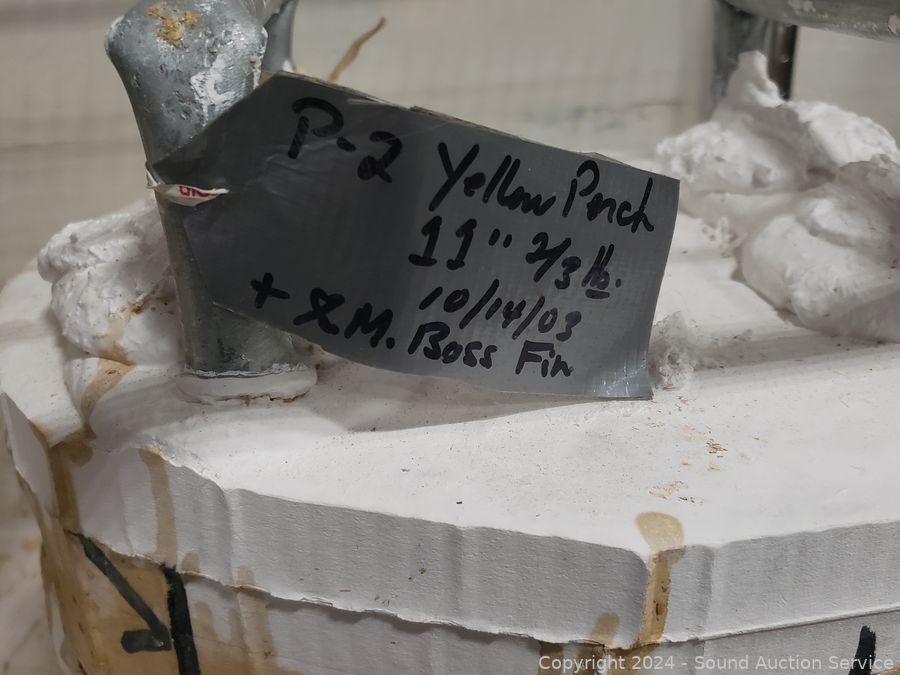 P-2 Yellow Perch
11" 2/3 lb.
10/14/03
+ & M. Boss Fin
Copyright 2024 - Sound Auction Service